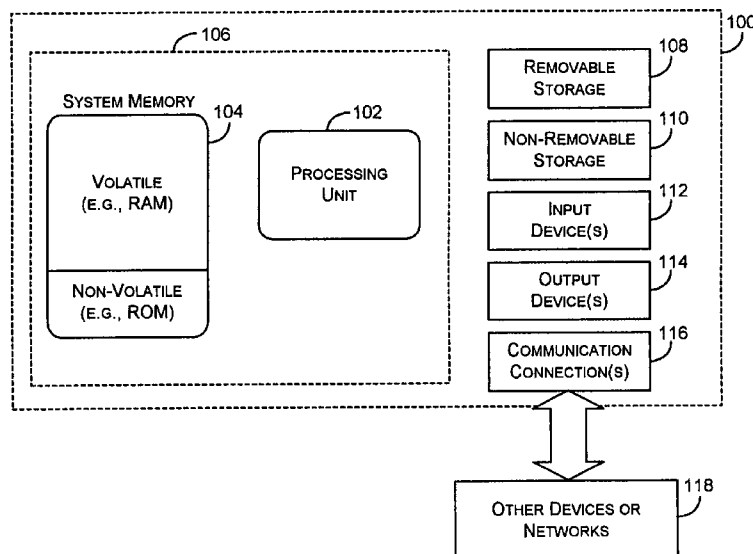 100
106
SYSTEM MEMORY
104
VOLATILE
(E.G., RAM)
NON-VOLATILE
(E.G., ROM)
102
PROCESSING
UNIT
108
REMOVABLE
STORAGE
110
NON-REMOVABLE
STORAGE
112
INPUT
DEVICE(S)
114
OUTPUT
DEVICE(S)
116
COMMUNICATION
CONNECTION(S)
118
OTHER DEVICES OR
NETWORKS